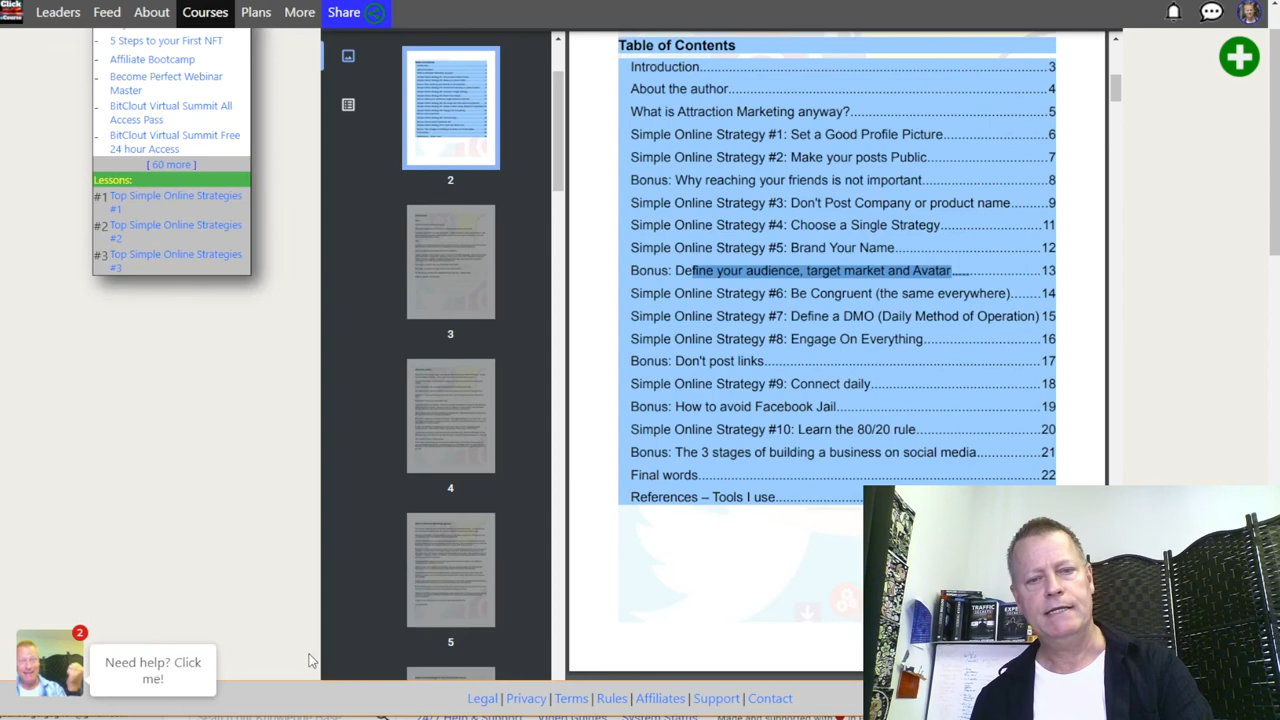 Click
eCourse
Leaders Feed About Courses Plans More Share
- 5 Steps to your First NFT
- Affiliate Bootcamp
- Become Perfect Webinar
Master
- BitClout Virtual Summit All
Access Pass
- BitClout Virtual Summit Free
24 hour Access
[ 60 more ]
Lessons:
#1 Top Simple Online Strategies
#1
#2 Top Simple Online Strategies
#2
#3 Top Simple Online Strategies
#3
2
3
4
5
Table of Contents
Introduction 3
About the author 4
What is Attraction Marketing anyway? 5
Simple Online Strategy #1: Set a Good Profile Picture 6
Simple Online Strategy #2: Make your posts Public 7
Bonus: Why reaching your friends is not important 8
Simple Online Strategy #3: Don't Post Company or product name 9
Simple Online Strategy #4: Choose a Single Strategy 11
Simple Online Strategy #5: Brand Your Name 12
Bonus: Define your audience, target market and Avatar 13
Simple Online Strategy #6: Be Congruent (the same everywhere) 14
Simple Online Strategy #7: Define a DMO (Daily Method of Operation) 15
Simple Online Strategy #8: Engage On Everything 16
Bonus: Don't post links 17
Simple Online Strategy #9: Connect daily 18
Bonus: How to avoid Facebook Jail 19
Simple Online Strategy #10: Learn the 8020 rule 20
Bonus: The 3 stages of building a business on social media 21
Final words 22
References – Tools I use
TRAFFIC
SECRETS
2
Need help? Click
me!
Legal | Privacy | Terms | Rules | Affiliates | Support | Contact